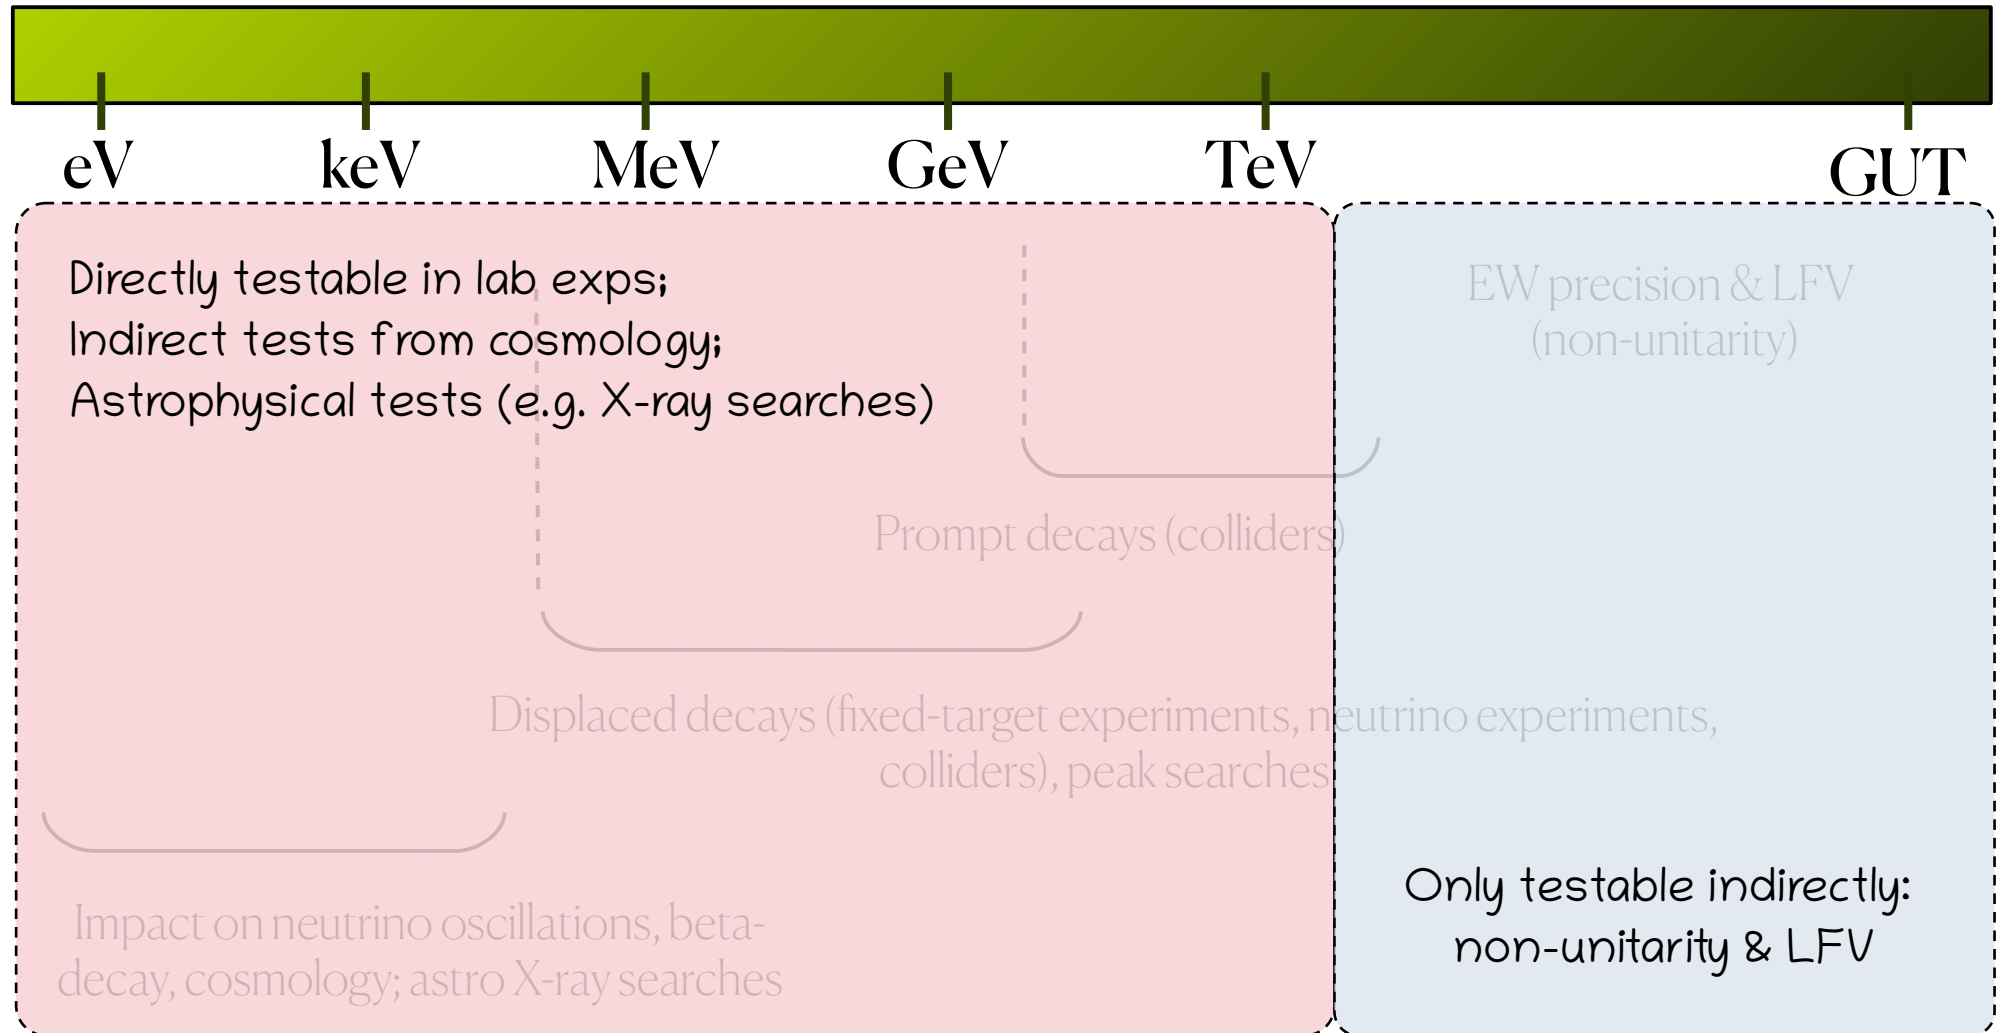 eV keV MeV GeV TeV GUT
Directly testable in lab exps;
Indirect tests from cosmology;
Astrophysical tests (e.g. X-ray searches)
EW precision & LFV
(non-unitarity)
Prompt decays (colliders)
Displaced decays (fixed-target experiments, neutrino experiments,
colliders), peak searches
Impact on neutrino oscillations, beta-
decay, cosmology; astro X-ray searches
Only testable indirectly:
non-unitarity & LFV